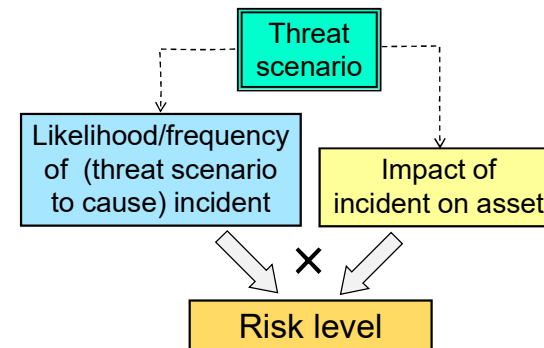 Threat
scenario
Likelihood/frequency
of (threat scenario
to cause) incident
Impact of
incident on asset
×
Risk level